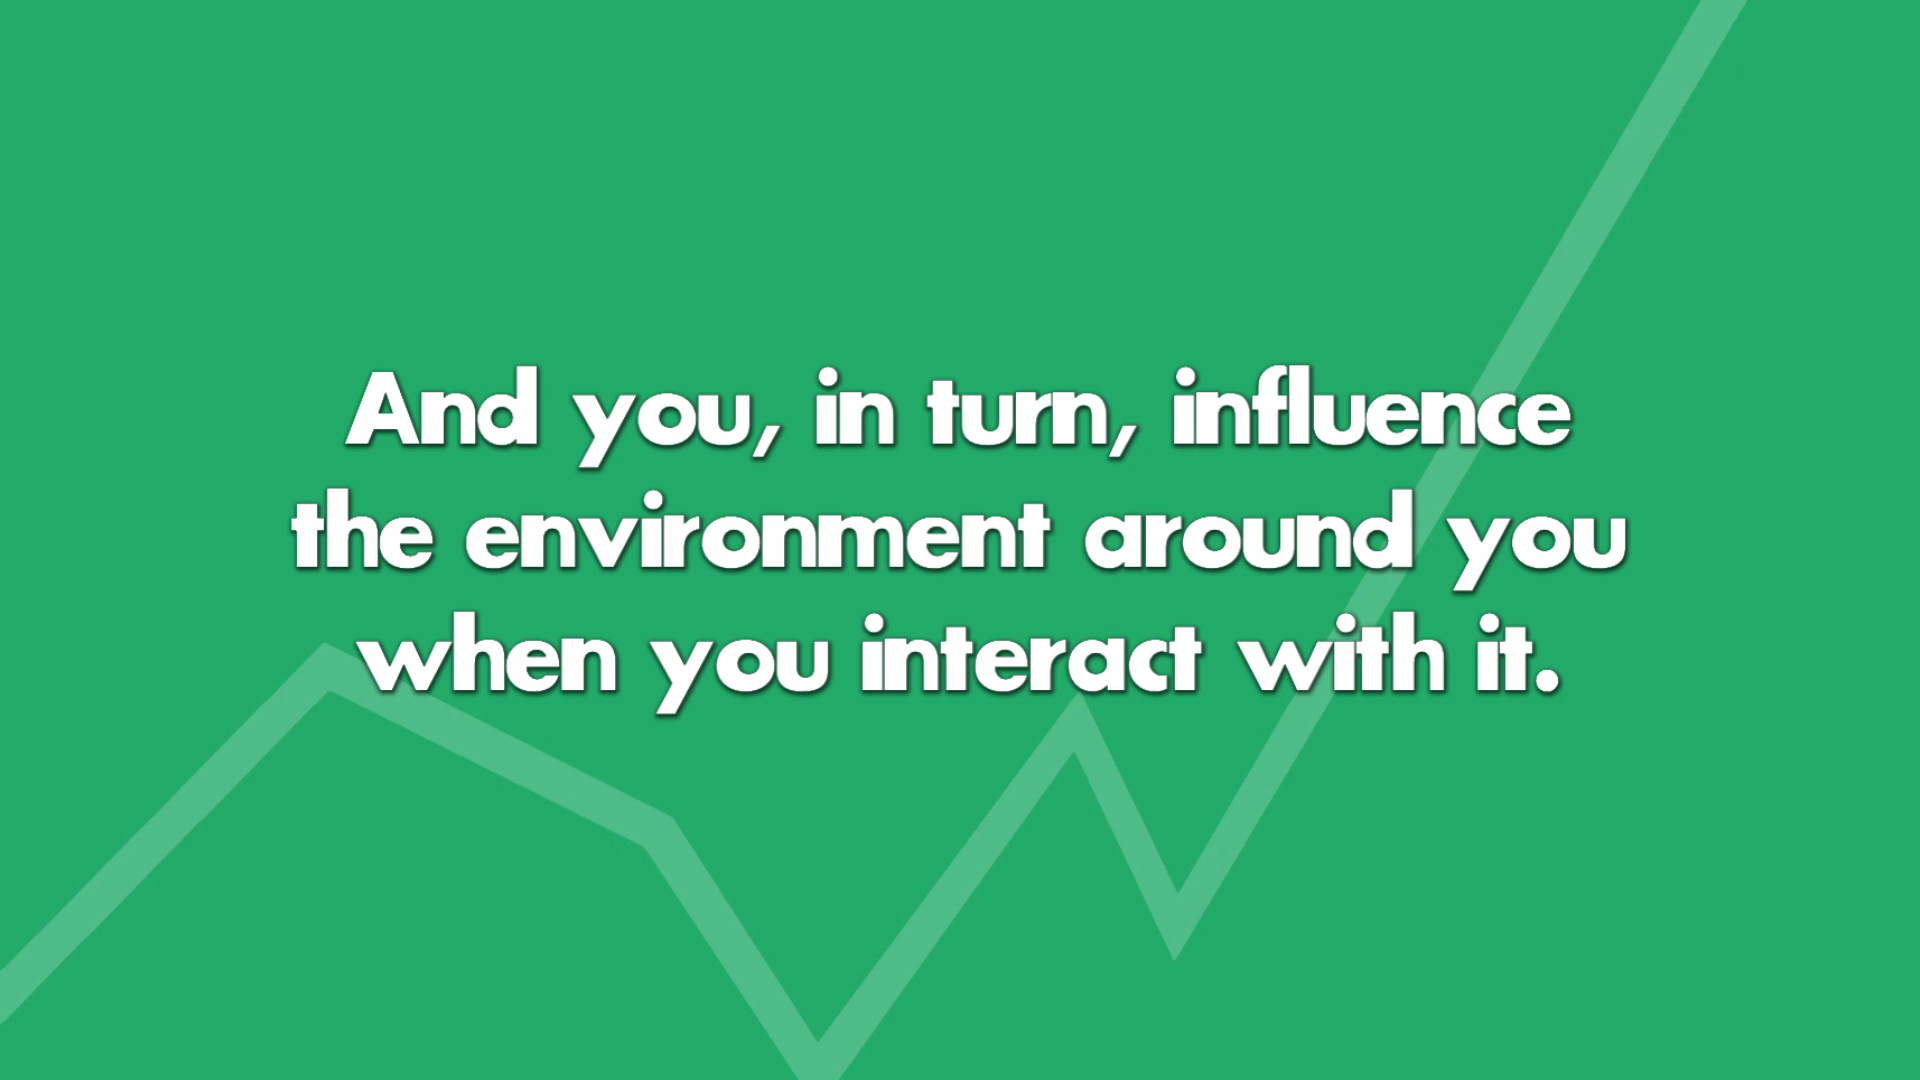 And you, in turn, influence
the environment around you
when you interact with it.